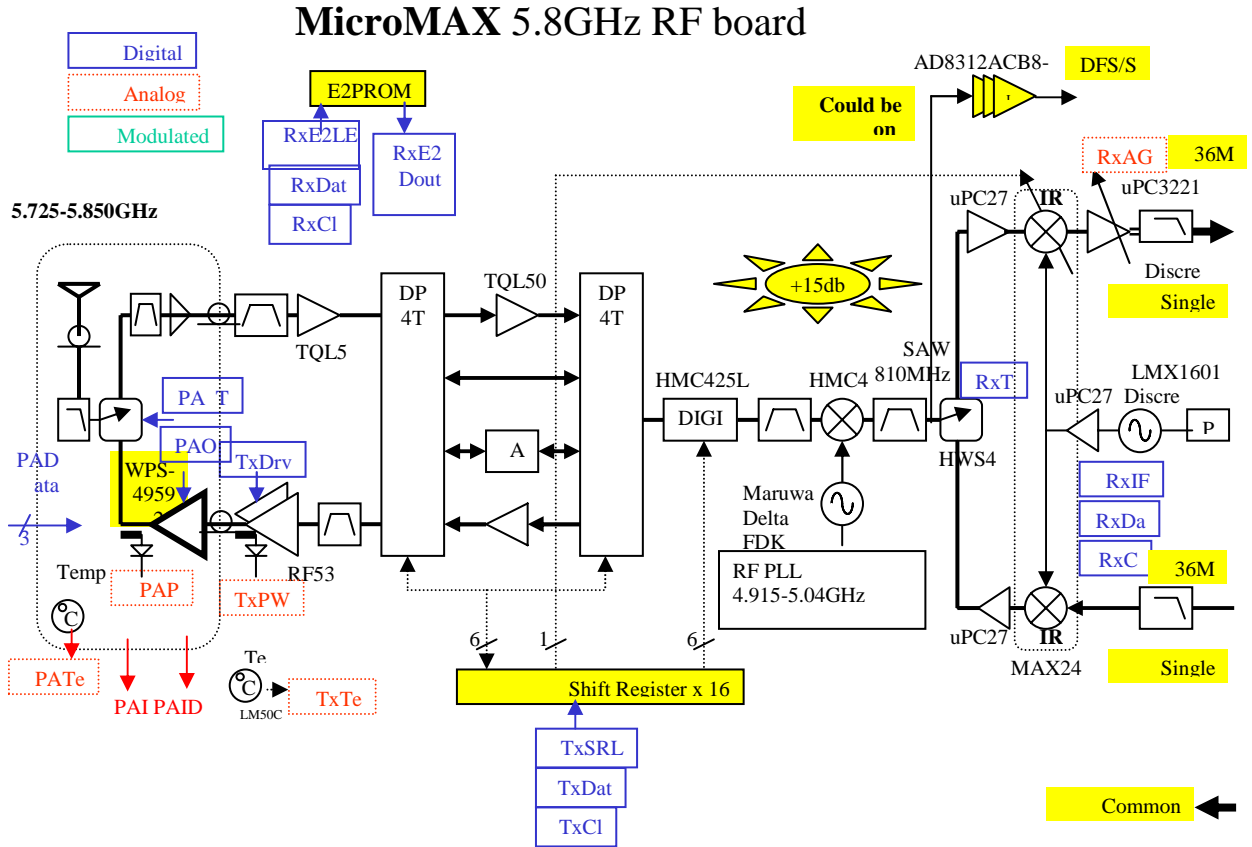 MicroMAX 5.8GHz RF board
Digital
Analog
Modulated
E2PROM
RxE2LE
RxDat
RxCl
RxE2
Dout
Could be
on
AD8312ACB8-
DFS/S
RxAG
36M
uPC3221
5.725-5.850GHz
uPC27
IR
TQL50
DP
4T
DP
4T
+15db
Discre
Single
TQL5
SAW
810MHz
HMC425L
HMC4
RxT
LMX1601
Discre
uPC27
PA T
DIGI
P
PAO
TxDrv
A
HWS4
PAD
ata
3
WPS-
4959
RxIF
RxDa
RxC
Maruwa
Delta
FDK
36M
Temp
PAP
TxPW
RF53
RF PLL
4.915-5.04GHz
°C
PATe
6
1
6
uPC27
IR
MAX24
Single
PAI PAID
Te
°C
LM50C
TxTe
Shift Register x 16
TxSRL
TxDat
TxCl
Common